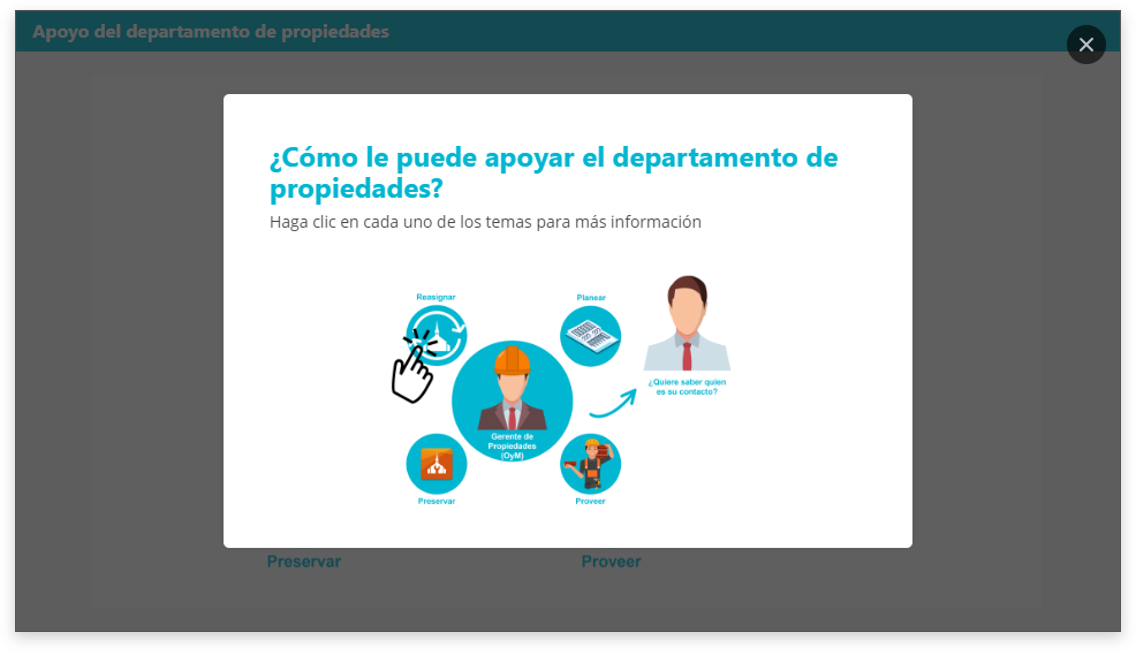 Apoyo del departamento de propiedades
¿Cómo le puede apoyar el departamento de
propiedades?
Haga clic en cada uno de los temas para más información
Reasignar
Planear
¿Quiere saber quien
es su contacto?
Gerente de
Propiedades
(OyM)
Preservar
Proveer
Preservar
Proveer